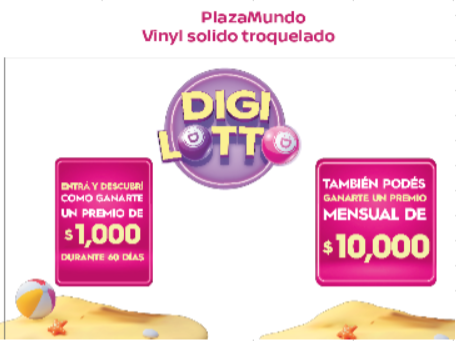 PlazaMundo
Vinyl solido troquelado
DIGI
LOTTO
ENTRÁ Y DESCUBRÍ
COMO GANARTE
UN PREMIO DE
$1,000
DURANTE 60 DÍAS
TAMBIÉN PODÉS
GANARTE UN PREMIO
MENSUAL DE
$10,000